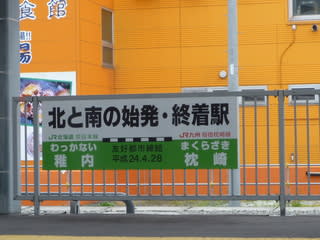 食館
湯
北と南の始発・終着駅
JR北海道 宗谷本線
JR九州 指宿枕崎線
わっかない
稚内
友好都市締結
平成24.4.28
まくらざき
枕崎